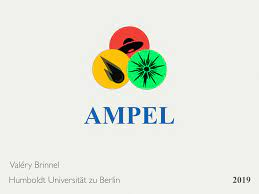 AMPEL
Valéry Brinnel
Humboldt Universität zu Berlin
2019